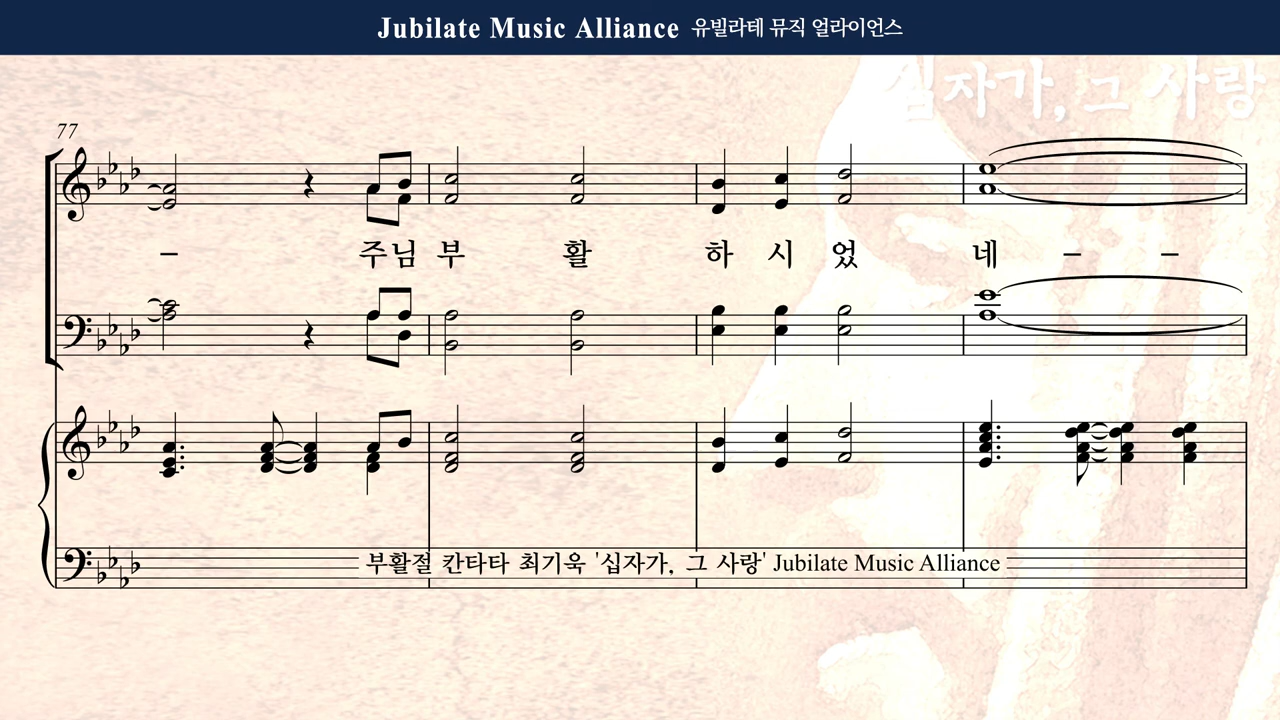 Jubilate Music Alliance 유빌라테 뮤직 얼라이언스
십자가, 그 사랑
77
– 주님 부 활 하 시 었 네 – –
부활절 칸타타 최기욱 '십자가, 그 사랑' Jubilate Music Alliance